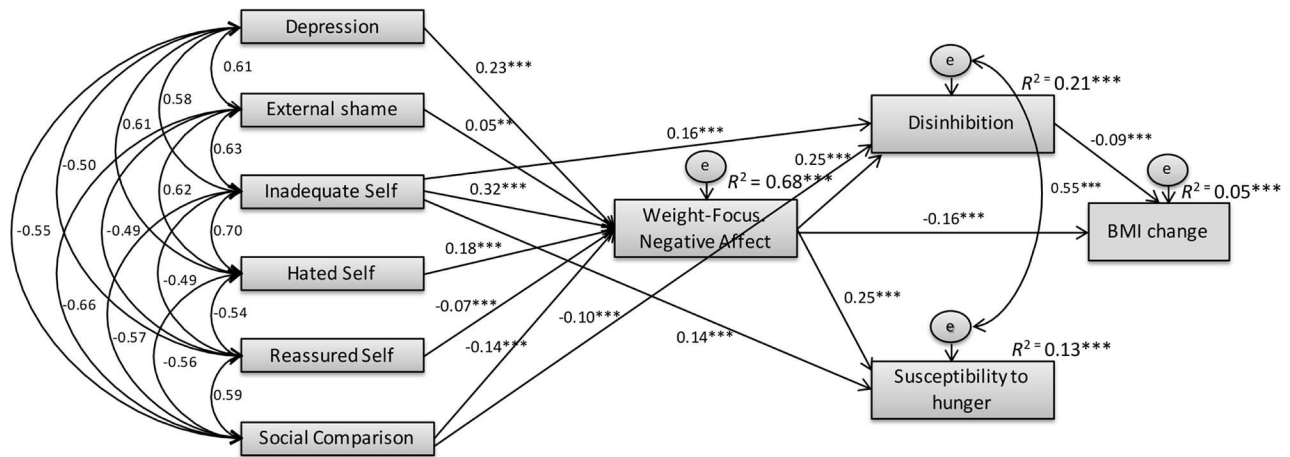 Depression
External shame
Inadequate Self
Hated Self
Reassured Self
Social Comparison
0.61
0.58
0.61
0.63
-0.50
0.62
-0.55
-0.49
0.70
-0.49
-0.66
-0.54
-0.57
-0.56
0.59
0.23***
0.05**
0.16***
0.32***
0.18***
-0.07***
-0.14***
-0.10***
0.14***
e
R² = 0.68***
Weight-Focus.
Negative Affect
0.25***
-0.16***
0.25***
e
R² = 0.21***
Disinhibition
-0.09***
0.55***
e
R² = 0.05***
BMI change
e
R² = 0.13***
Susceptibility to
hunger